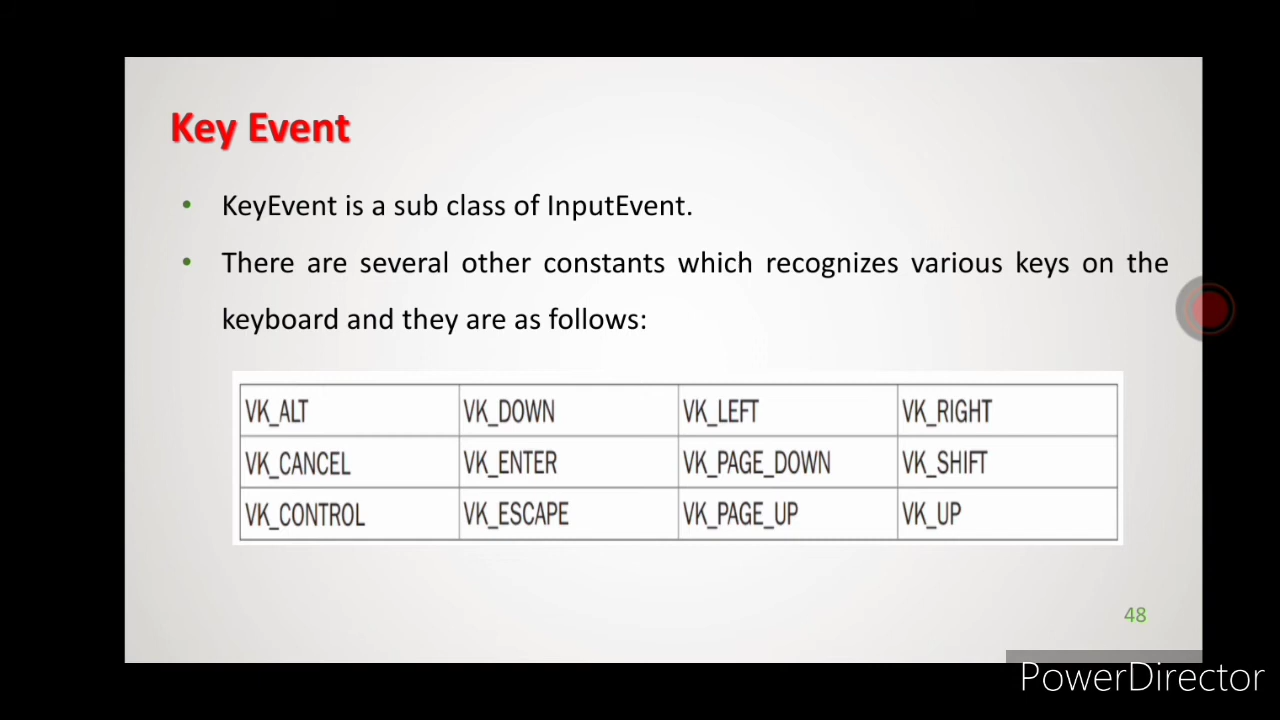 Key Event
• KeyEvent is a sub class of InputEvent.
• There are several other constants which recognizes various keys on the
keyboard and they are as follows:
VK_ALT VK_DOWN VK_LEFT VK_RIGHT
VK_CANCEL VK_ENTER VK_PAGE_DOWN VK_SHIFT
VK_CONTROL VK_ESCAPE VK_PAGE_UP VK_UP
48
PowerDirector